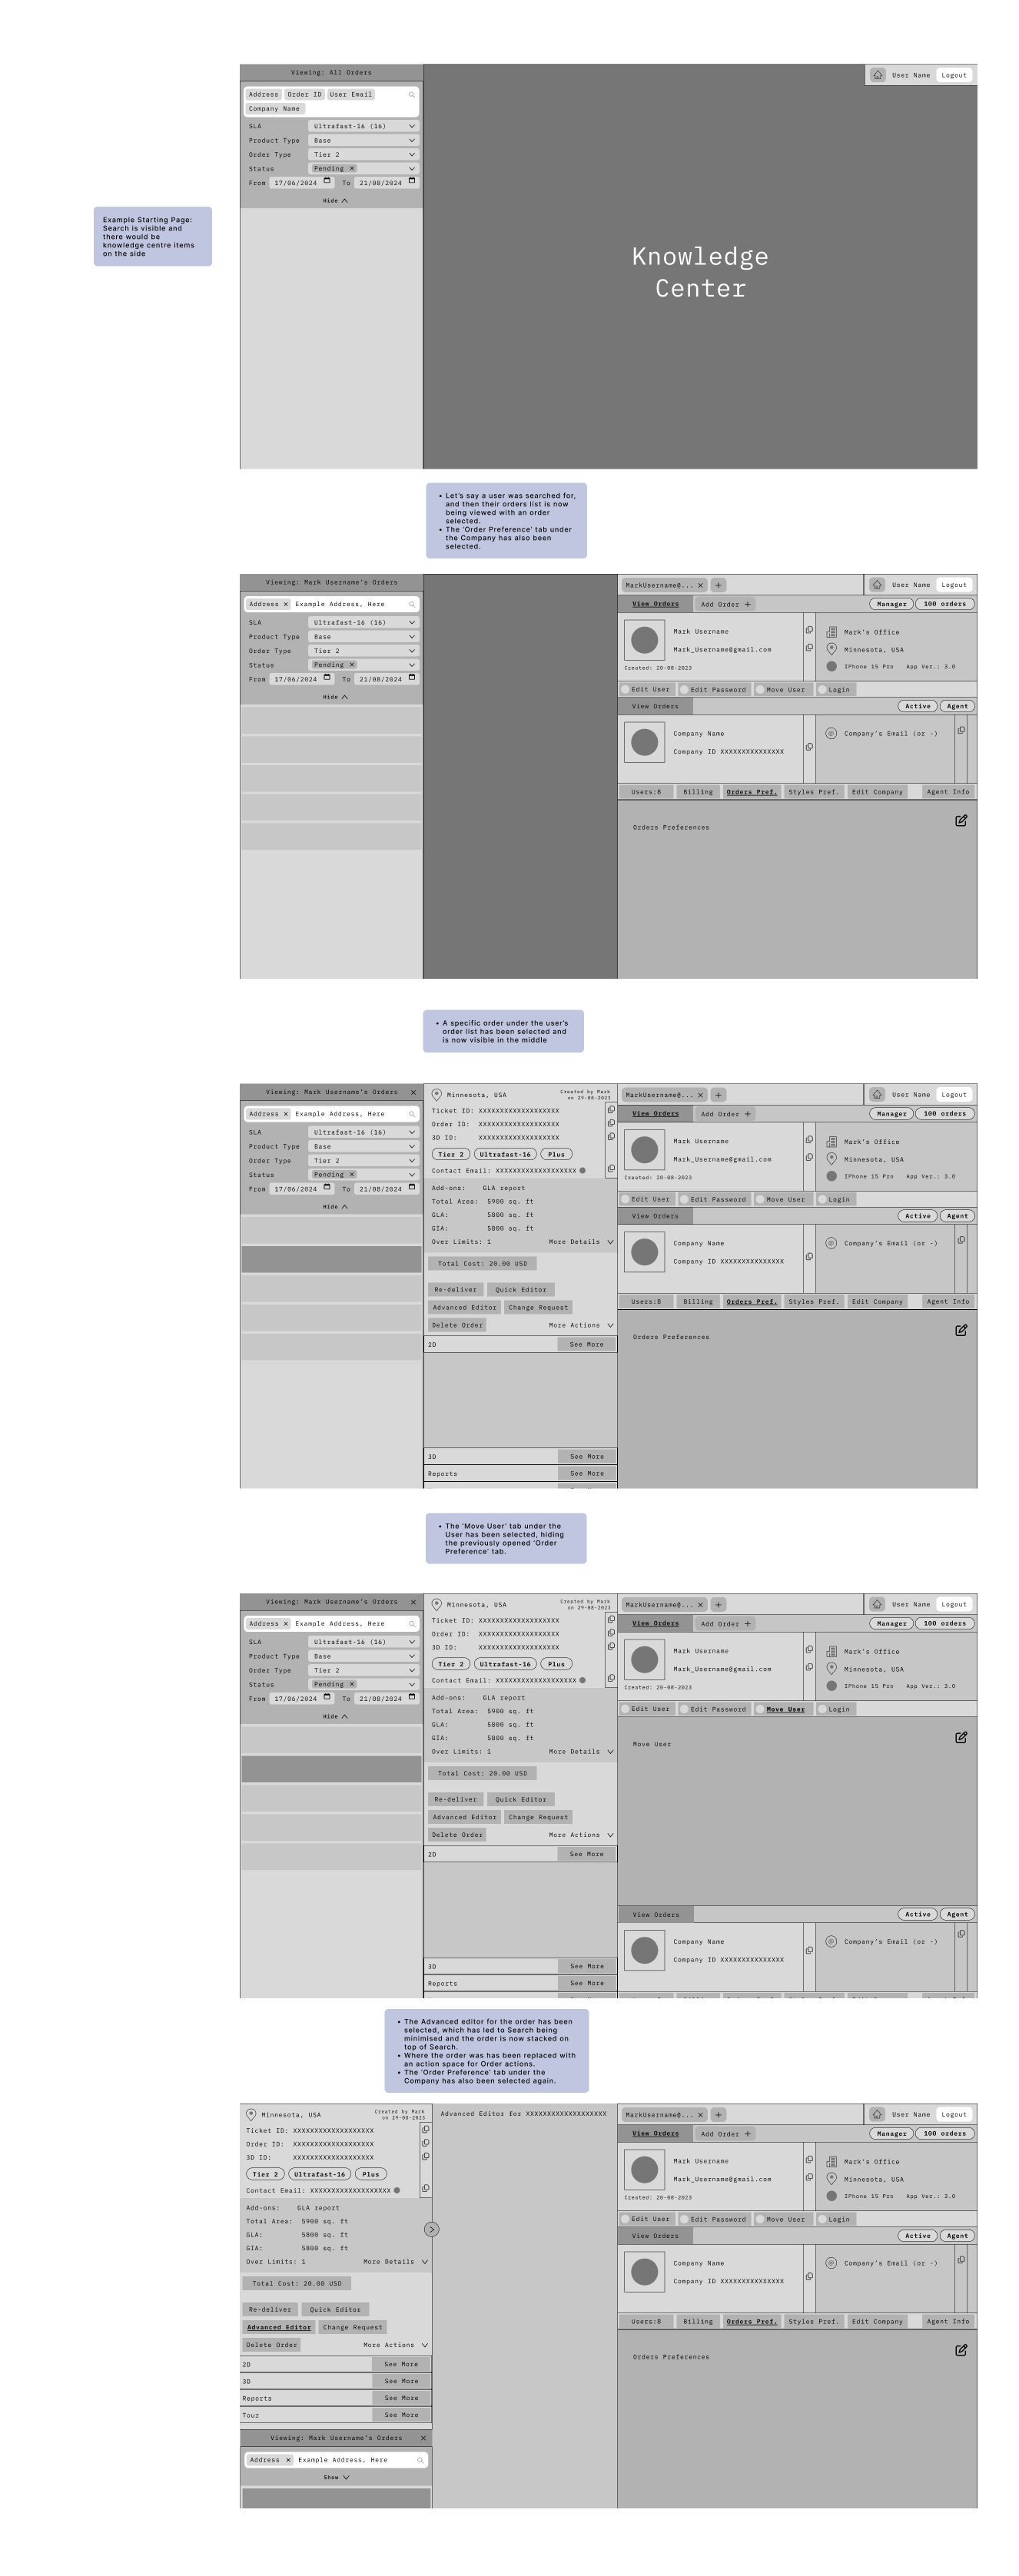 Viewing: All Orders
User Name Logout
Address Order ID User Email
Company Name
SLA Ultrafast-16 (16)
Product Type Base
Order Type Tier 2
Status Pending ×
From 17/06/2024 To 21/08/2024
Hide
Example Starting Page:
Search is visible and
there would be
knowledge centre items
on the side
Knowledge
Center
• Let's say a user was searched for,
and then their orders list is now
being viewed with an order
selected.
• The 'Order Preference' tab under
the Company has also been
selected.
Viewing: Mark Username's Orders
Address × Example Address, Here
SLA Ultrafast-16 (16)
Product Type Base
Order Type Tier 2
Status Pending ×
From 17/06/2024 To 21/08/2024
Hide
MarkUsername@... × +
User Name Logout
View Orders Add Order +
Manager 100 orders
Mark Username
Mark_Username@gmail.com
Created: 20-08-2023
Mark's Office
Minnesota, USA
IPhone 15 Pro App Ver.: 3.0
Edit User Edit Password Move User Login
View Orders Active Agent
Company Name
Company ID XXXXXXXXXXXXXXX
Company's Email (or -)
Users:8 Billing Orders Pref. Styles Pref. Edit Company Agent Info
Orders Preferences
• A specific order under the user's
order list has been selected and
is now visible in the middle
Viewing: Mark Username's Orders ×
Address × Example Address, Here
SLA Ultrafast-16 (16)
Product Type Base
Order Type Tier 2
Status Pending ×
From 17/06/2024 To 21/08/2024
Hide
Minnesota, USA
Created by Mark
on 29-08-2023
Ticket ID: XXXXXXXXXXXXXXXXXXX
Order ID: XXXXXXXXXXXXXXXXXXX
3D ID: XXXXXXXXXXXXXXXXXXX
Tier 2 Ultrafast-16 Plus
Contact Email: XXXXXXXXXXXXXXXXXXX
Add-ons: GLA report
Total Area: 5900 sq. ft
GLA: 5800 sq. ft
GIA: 5800 sq. ft
Over Limits: 1 More Details
Total Cost: 20.00 USD
Re-deliver Quick Editor
Advanced Editor Change Request
Delete Order More Actions
2D See More
3D See More
Reports See More
MarkUsername@... × +
User Name Logout
View Orders Add Order +
Manager 100 orders
Mark Username
Mark_Username@gmail.com
Created: 20-08-2023
Mark's Office
Minnesota, USA
IPhone 15 Pro App Ver.: 3.0
Edit User Edit Password Move User Login
View Orders Active Agent
Company Name
Company ID XXXXXXXXXXXXXXX
Company's Email (or -)
Users:8 Billing Orders Pref. Styles Pref. Edit Company Agent Info
Orders Preferences
• The 'Move User' tab under the
User has been selected, hiding
the previously opened 'Order
Preference' tab.
Viewing: Mark Username's Orders ×
Address × Example Address, Here
SLA Ultrafast-16 (16)
Product Type Base
Order Type Tier 2
Status Pending ×
From 17/06/2024 To 21/08/2024
Hide
Minnesota, USA
Created by Mark
on 29-08-2023
Ticket ID: XXXXXXXXXXXXXXXXXXX
Order ID: XXXXXXXXXXXXXXXXXXX
3D ID: XXXXXXXXXXXXXXXXXXX
Tier 2 Ultrafast-16 Plus
Contact Email: XXXXXXXXXXXXXXXXXXX
Add-ons: GLA report
Total Area: 5900 sq. ft
GLA: 5800 sq. ft
GIA: 5800 sq. ft
Over Limits: 1 More Details
Total Cost: 20.00 USD
Re-deliver Quick Editor
Advanced Editor Change Request
Delete Order More Actions
2D See More
3D See More
Reports See More
MarkUsername@... × +
User Name Logout
View Orders Add Order +
Manager 100 orders
Mark Username
Mark_Username@gmail.com
Created: 20-08-2023
Mark's Office
Minnesota, USA
IPhone 15 Pro App Ver.: 3.0
Edit User Edit Password Move User Login
Move User
View Orders Active Agent
Company Name
Company ID XXXXXXXXXXXXXXX
Company's Email (or -)
• The Advanced editor for the order has been
selected, which has led to Search being
minimised and the order is now stacked on
top of Search.
• Where the order was has been replaced with
an action space for Order actions.
• The 'Order Preference' tab under the
Company has also been selected again.
Minnesota, USA
Created by Mark
on 29-08-2023
Ticket ID: XXXXXXXXXXXXXXXXXXX
Order ID: XXXXXXXXXXXXXXXXXXX
3D ID: XXXXXXXXXXXXXXXXXXX
Tier 2 Ultrafast-16 Plus
Contact Email: XXXXXXXXXXXXXXXXXXX
Add-ons: GLA report
Total Area: 5900 sq. ft
GLA: 5800 sq. ft
GIA: 5800 sq. ft
Over Limits: 1 More Details
Total Cost: 20.00 USD
Re-deliver Quick Editor
Advanced Editor Change Request
Delete Order More Actions
2D See More
3D See More
Reports See More
Tour See More
Viewing: Mark Username's Orders ×
Address × Example Address, Here
Show
Advanced Editor for XXXXXXXXXXXXXXXXXXX
MarkUsername@... × +
User Name Logout
View Orders Add Order +
Manager 100 orders
Mark Username
Mark_Username@gmail.com
Created: 20-08-2023
Mark's Office
Minnesota, USA
IPhone 15 Pro App Ver.: 3.0
Edit User Edit Password Move User Login
View Orders Active Agent
Company Name
Company ID XXXXXXXXXXXXXXX
Company's Email (or -)
Users:8 Billing Orders Pref. Styles Pref. Edit Company Agent Info
Orders Preferences